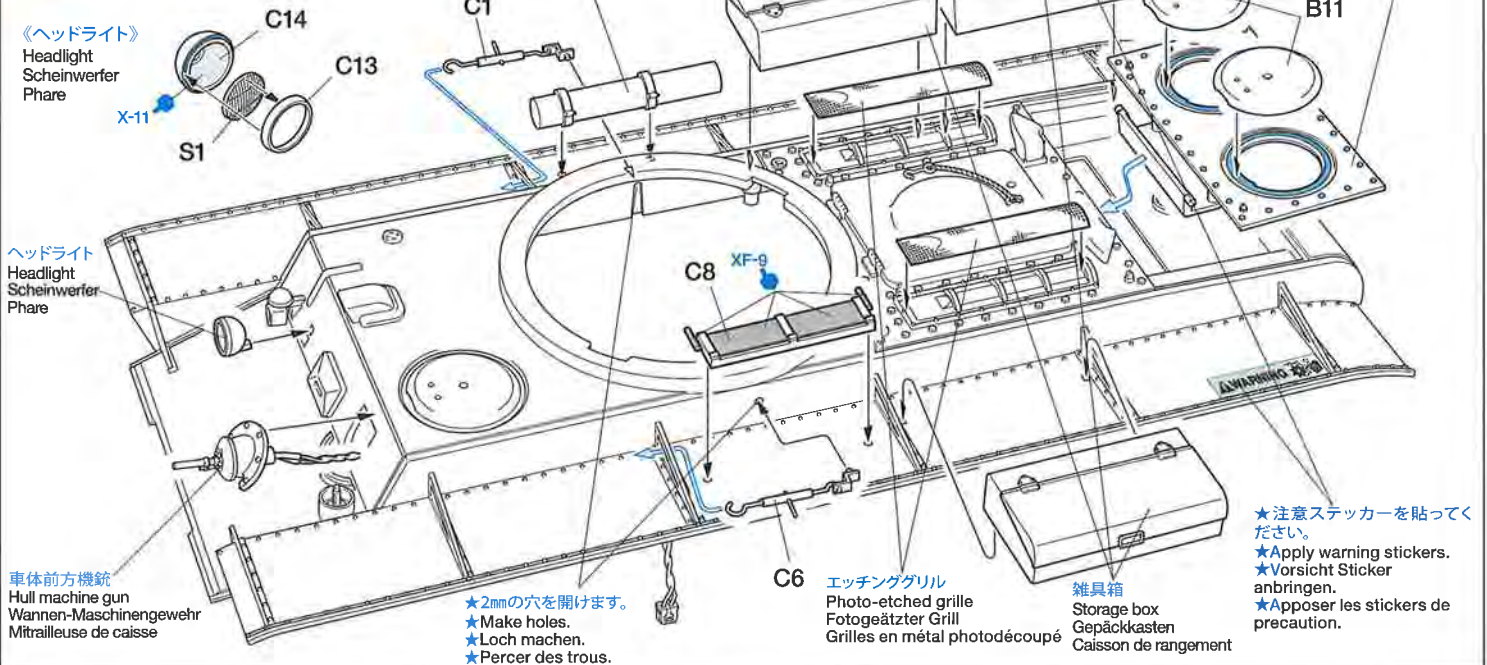 C1
B11
《ヘッドライト》
Headlight
Scheinwerfer
Phare
C14
C13
X-11
S1
ヘッドライト
Headlight
Scheinwerfer
Phare
C8
XF-9
⚠WARNING
車体前方機銃
Hull machine gun
Wannen-Maschinengewehr
Mitrailleuse de caisse
★2mmの穴を開けます。
★Make holes.
★Loch machen.
★Percer des trous.
C6
エッチンググリル
Photo-etched grille
Fotogeätzter Grill
Grilles en métal photodécoupé
雑具箱
Storage box
Gepäckkasten
Caisson de rangement
★注意ステッカーを貼ってく
ださい。
★Apply warning stickers.
★Vorsicht Sticker
anbringen.
★Apposer les stickers de
precaution.